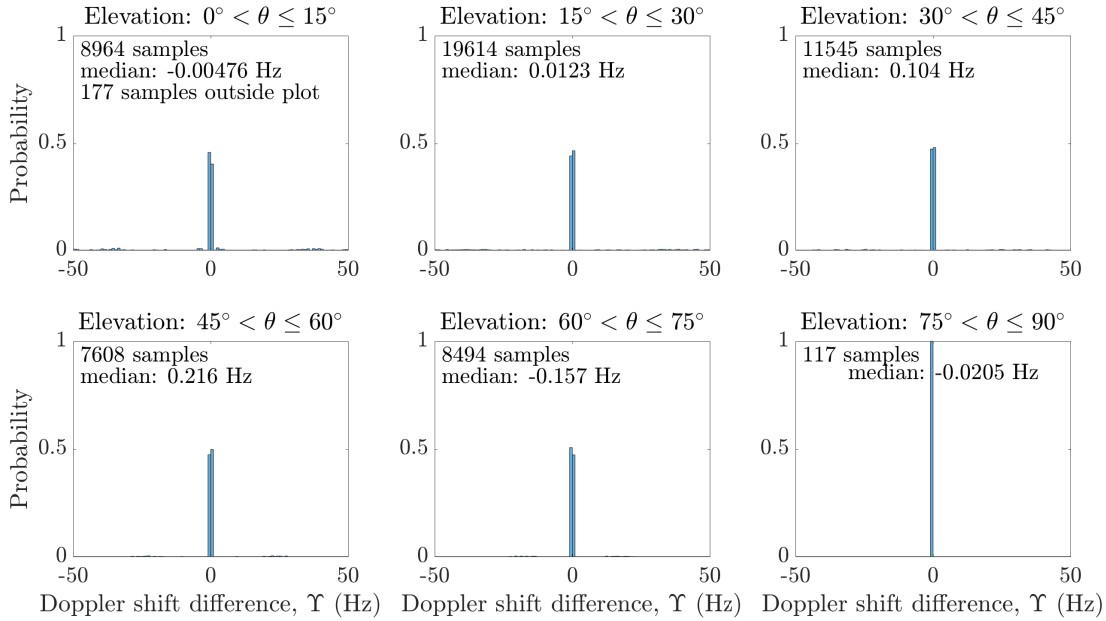 Elevation: 0° < θ ≤ 15°
1
8964 samples
median: -0.00476 Hz
177 samples outside plot
0.5
0
-50
0
50
Probability
Elevation: 15° < θ ≤ 30°
1
19614 samples
median: 0.0123 Hz
0.5
0
-50
0
50
Elevation: 30° < θ ≤ 45°
1
11545 samples
median: 0.104 Hz
0.5
0
-50
0
50
Elevation: 45° < θ ≤ 60°
1
7608 samples
median: 0.216 Hz
0.5
0
-50
0
50
Probability
Doppler shift difference, ϒ (Hz)
Elevation: 60° < θ ≤ 75°
1
8494 samples
median: -0.157 Hz
0.5
0
-50
0
50
Doppler shift difference, ϒ (Hz)
Elevation: 75° < θ ≤ 90°
1
117 samples
median: -0.0205 Hz
0.5
0
-50
0
50
Doppler shift difference, ϒ (Hz)